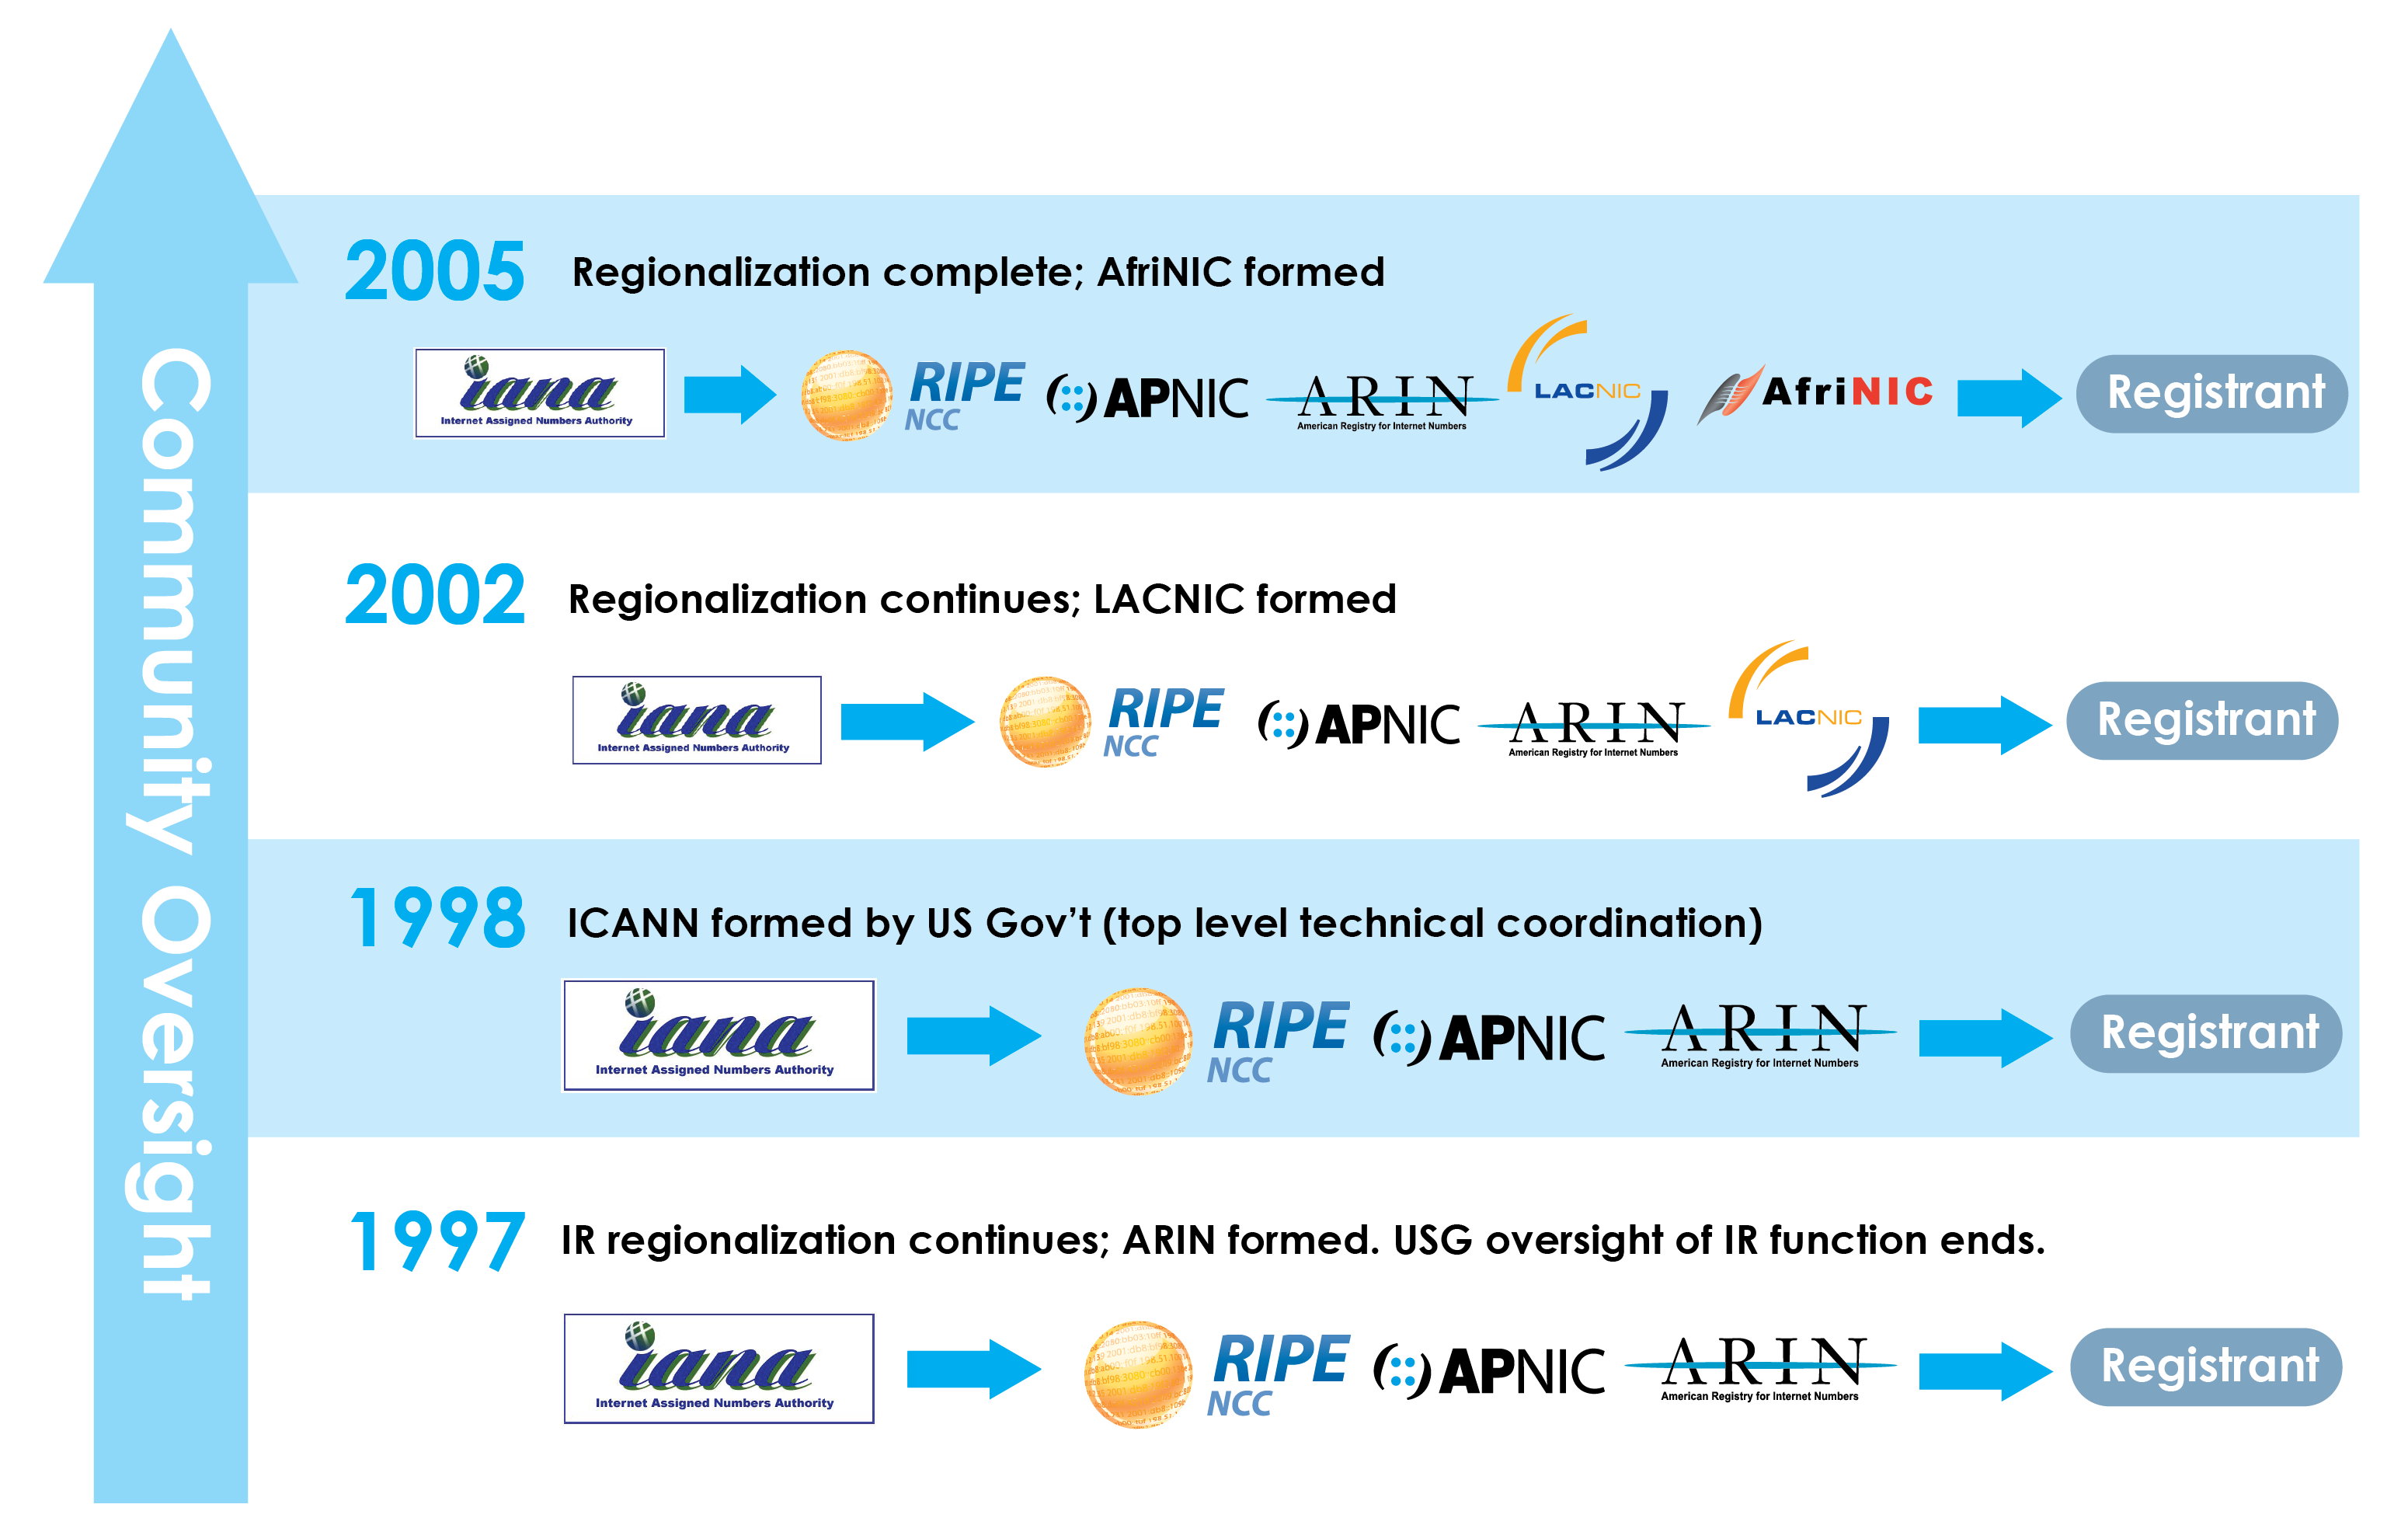 Community Oversight
2005 Regionalization complete; AfriNIC formed
iana
Internet Assigned Numbers Authority
RIPE
NCC
APNIC
ARIN
American Registry for Internet Numbers
LACNIC
AfriNIC
Registrant
2002 Regionalization continues; LACNIC formed
iana
Internet Assigned Numbers Authority
RIPE
NCC
APNIC
ARIN
American Registry for Internet Numbers
LACNIC
Registrant
1998 ICANN formed by US Gov’t (top level technical coordination)
iana
Internet Assigned Numbers Authority
RIPE
NCC
APNIC
ARIN
American Registry for Internet Numbers
Registrant
1997 IR regionalization continues; ARIN formed. USG oversight of IR function ends.
iana
Internet Assigned Numbers Authority
RIPE
NCC
APNIC
ARIN
American Registry for Internet Numbers
Registrant